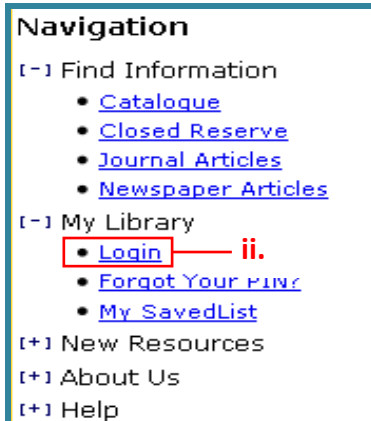 Navigation
[-] Find Information
• Catalogue
• Closed Reserve
• Journal Articles
• Newspaper Articles
[-] My Library
• Login ii.
• Forgot Your PIN?
• My SavedList
[+] New Resources
[+] About Us
[+] Help